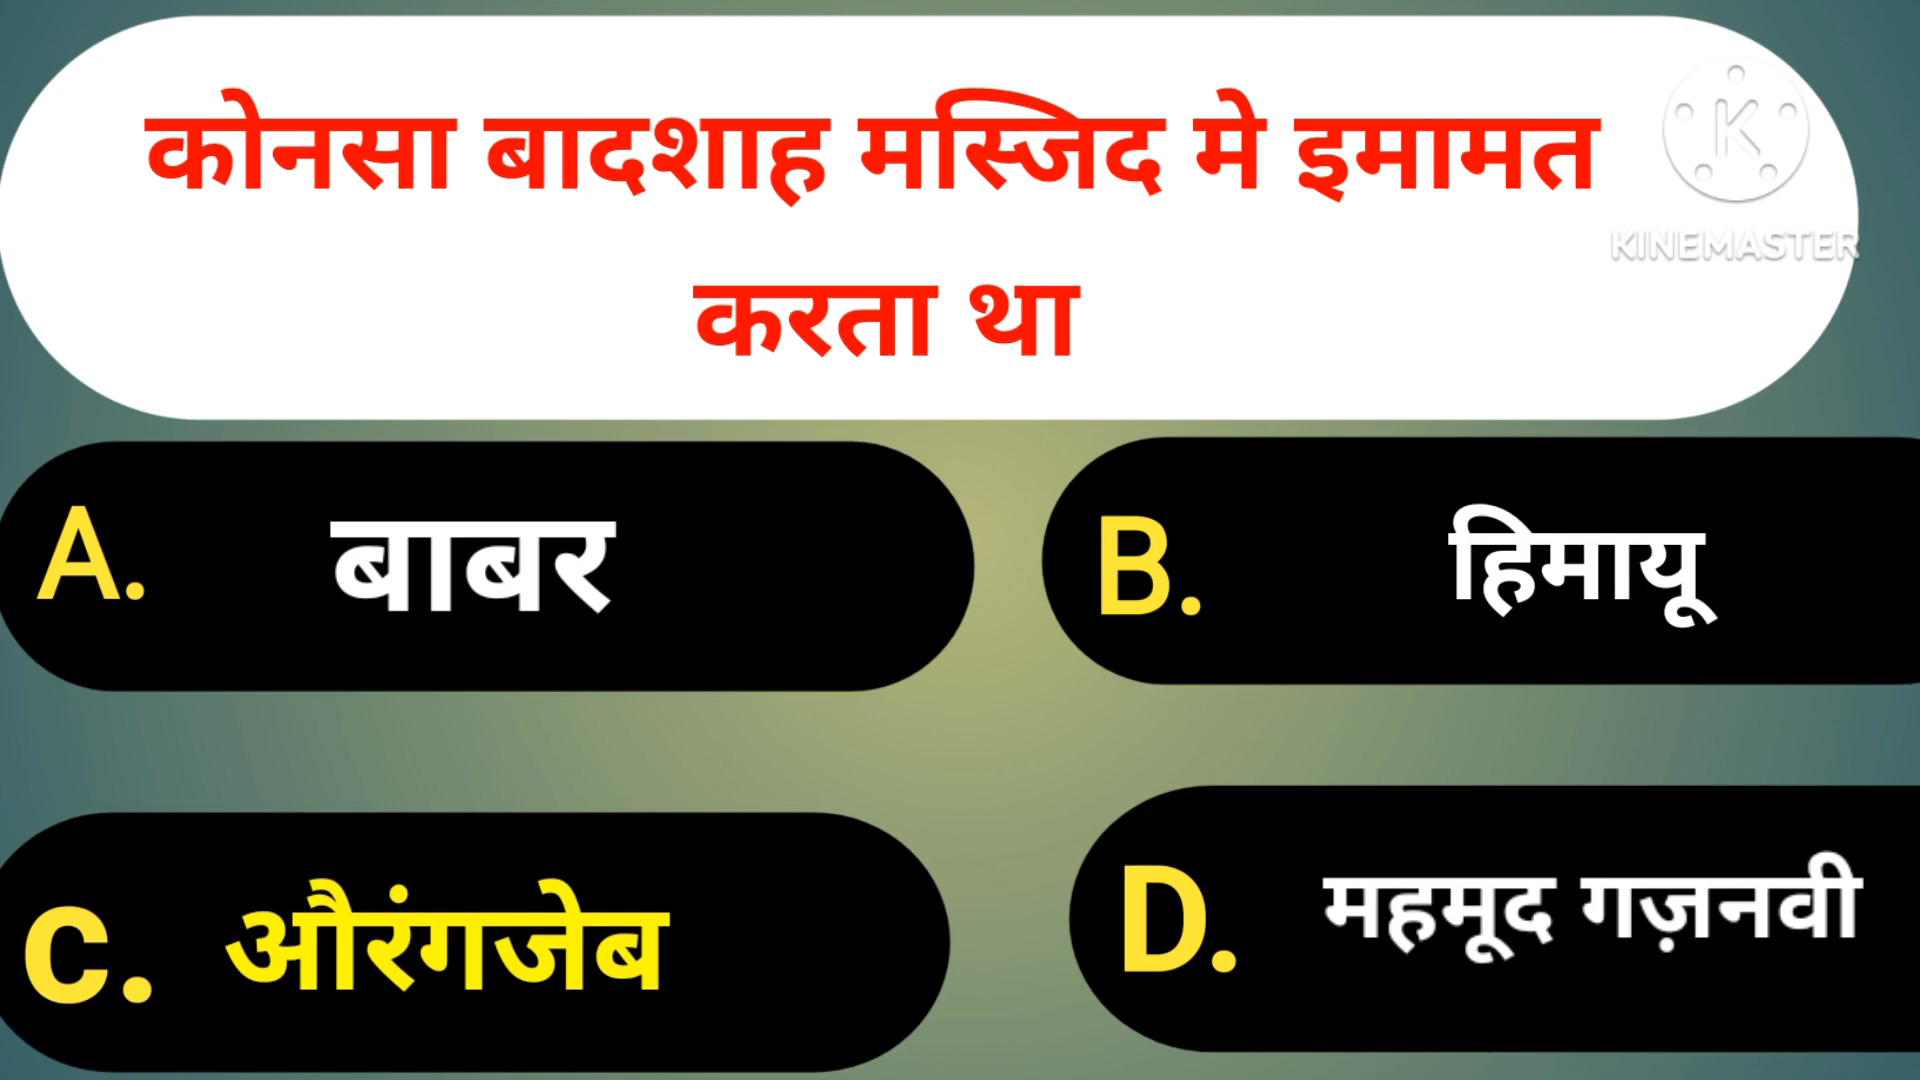 कोनसा बादशाह मस्जिद मे इमामत
करता था
KINEMASTER
A. बाबर
B. हिमायू
C. औरंगजेब
D. महमूद गज़नवी